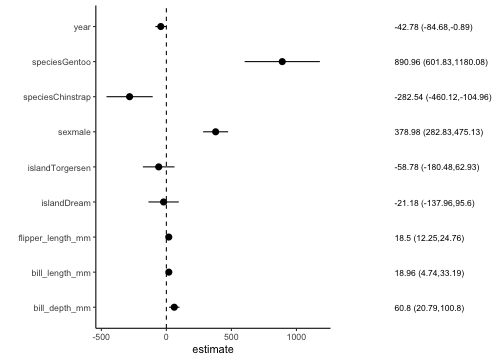 year -42.78 (-84.68,-0.89)
speciesGentoo 890.96 (601.83,1180.08)
speciesChinstrap -282.54 (-460.12,-104.96)
sexmale 378.98 (282.83,475.13)
islandTorgersen -58.78 (-180.48,62.93)
islandDream -21.18 (-137.96,95.6)
flipper_length_mm 18.5 (12.25,24.76)
bill_length_mm 18.96 (4.74,33.19)
bill_depth_mm 60.8 (20.79,100.8)
-500 0 500 1000
estimate